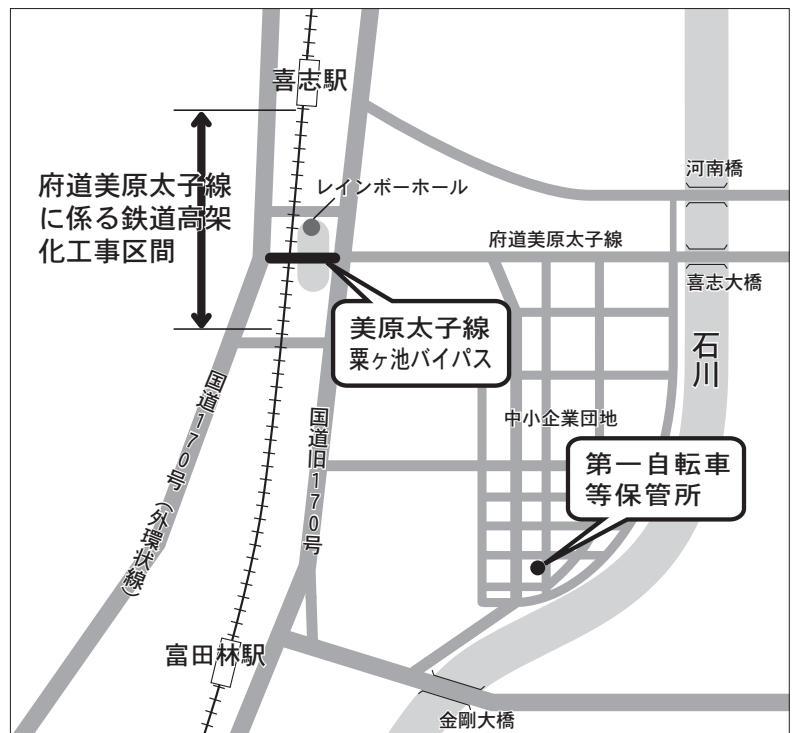 喜志駅
河南橋
府道美原太子線
に係る鉄道高架
化工事区間
レインボーホール
府道美原太子線
喜志大橋
美原太子線
粟ヶ池バイパス
石川
国道170号(外環状線)
国道旧170号
中小企業団地
第一自転車
等保管所
富田林駅
金剛大橋